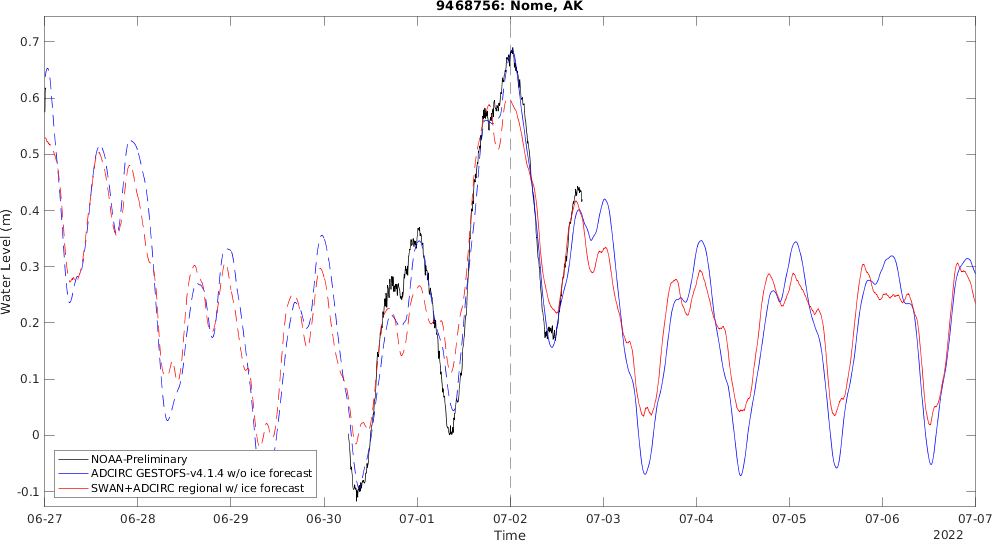 9468756: Nome, AK
Water Level (m)
0.7
0.6
0.5
0.4
0.3
0.2
0.1
0
-0.1
NOAA-Preliminary
ADCIRC GESTOFS-v4.1.4 w/o ice forecast
SWAN+ADCIRC regional w/ ice forecast
06-27 06-28 06-29 06-30 07-01 07-02 07-03 07-04 07-05 07-06 07-07
Time
2022